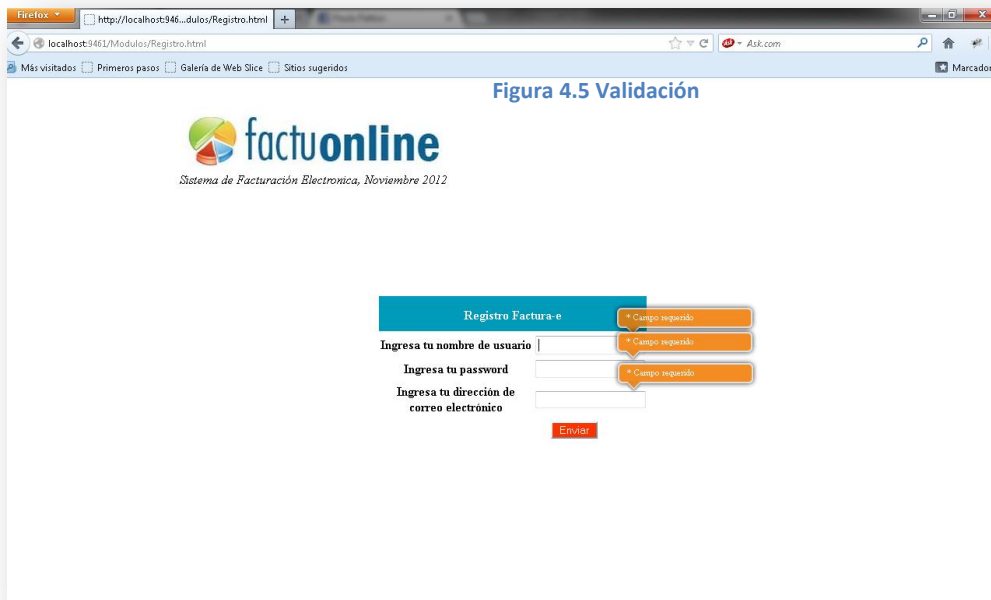 Firefox
http://localhost:946...dulos/Registro.html
+
localhost:9461/Modulos/Registro.html
Ask.com
Más visitados
Primeros pasos
Galería de Web Slice
Sitios sugeridos
Marcador
Figura 4.5 Validación
factuonline
Sistema de Facturación Electronica, Noviembre 2012
Registro Factura-e
* Campo requerido
Ingresa tu nombre de usuario
* Campo requerido
Ingresa tu password
* Campo requerido
Ingresa tu dirección de
correo electrónico
Enviar